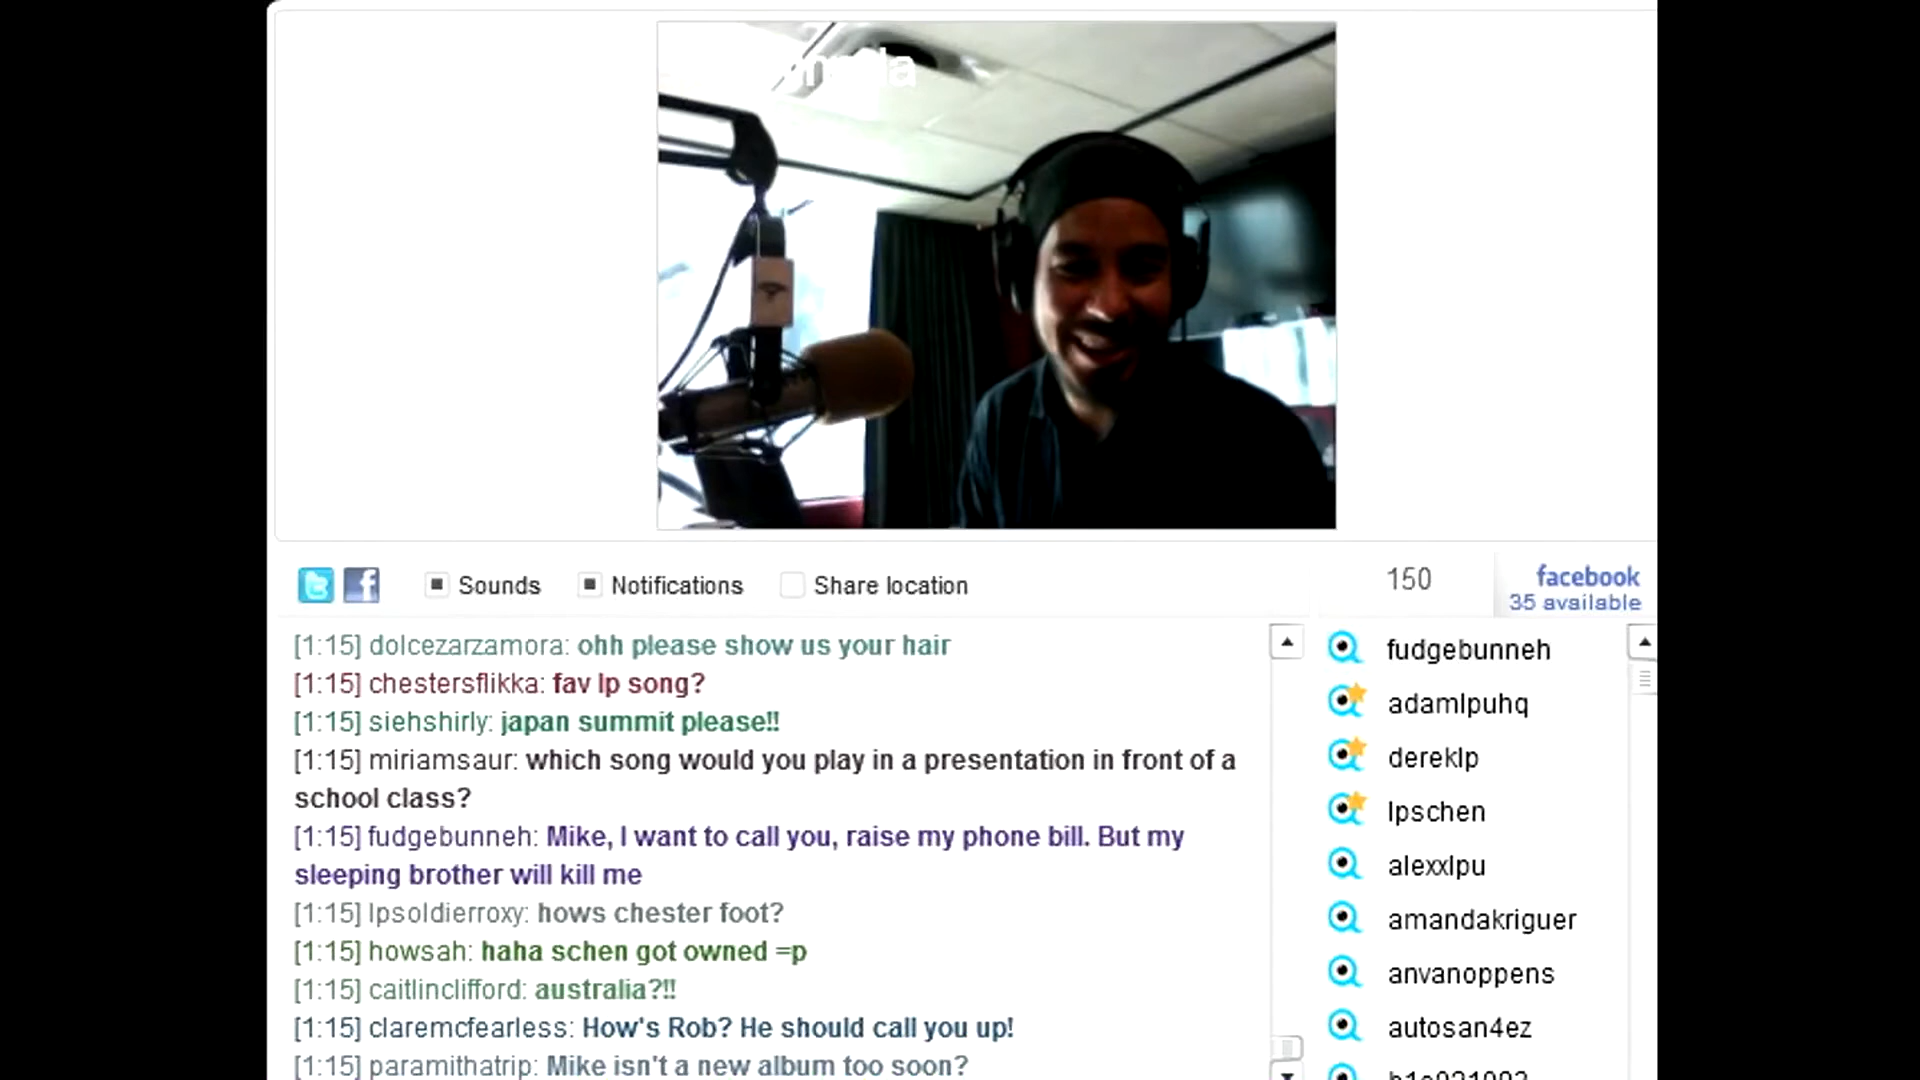 Sounds
Notifications
Share location
150
facebook
35 available
[1:15] dolcezarzamora: ohh please show us your hair
[1:15] chestersflikka: fav lp song?
[1:15] siehshirly: japan summit please!!
[1:15] miriamsaur: which song would you play in a presentation in front of a
school class?
[1:15] fudgebunneh: Mike, I want to call you, raise my phone bill. But my
sleeping brother will kill me
[1:15] lpsoldierroxy: hows chester foot?
[1:15] howsah: haha schen got owned =p
[1:15] caitlinclifford: australia?!!
[1:15] claremcfearless: How's Rob? He should call you up!
[1:15] paramithatrip: Mike isn't a new album too soon?
fudgebunneh
adamlpuhq
dereklp
lpschen
alexxlpu
amandakriguer
anvanoppens
autosan4ez